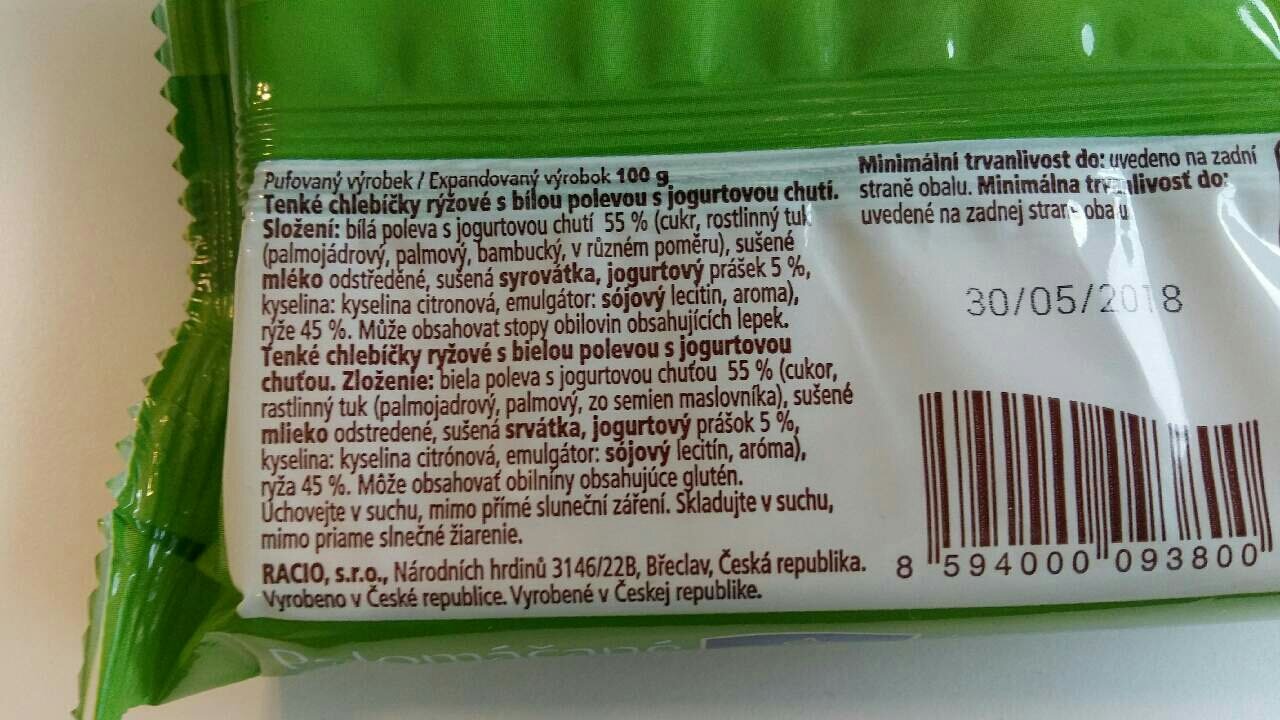 Pufovaný výrobek / Expandovaný výrobok 100 g
Tenké chlebíčky rýžové s bílou polevou s jogurtovou chutí.
Složení: bílá poleva s jogurtovou chutí 55 % (cukr, rostlinný tuk
(palmojádrový, palmový, bambucký, v různém poměru), sušené
mléko odstředěné, sušená syrovátka, jogurtový prášek 5 %,
kyselina: kyselina citronová, emulgátor: sójový lecitin, aroma),
rýže 45 %. Může obsahovat stopy obilovin obsahujících lepek.
Tenké chlebíčky ryžové s bielou polevou s jogurtovou
chuťou. Zloženie: biela poleva s jogurtovou chuťou 55 % (cukor,
rastlinný tuk (palmojadrový, palmový, zo semien maslovníka), sušené
mlieko odstredené, sušená srvátka, jogurtový prášok 5 %,
kyselina: kyselina citrónová, emulgátor: sójový lecitín, aróma),
ryža 45 %. Môže obsahovať obilniny obsahujúce glutén.
Uchovejte v suchu, mimo přímé sluneční záření. Skladujte v suchu,
mimo priame slnečné žiarenie.
RACIO, s.r.o., Národních hrdinů 3146/22B, Břeclav, Česká republika.
Vyrobeno v České republice. Vyrobené v Českej republike.
Minimální trvanlivost do: uvedeno na zadní
straně obalu. Minimálna trvanlivosť do:
uvedené na zadnej strane obalu
30/05/2018
8 594000 093800